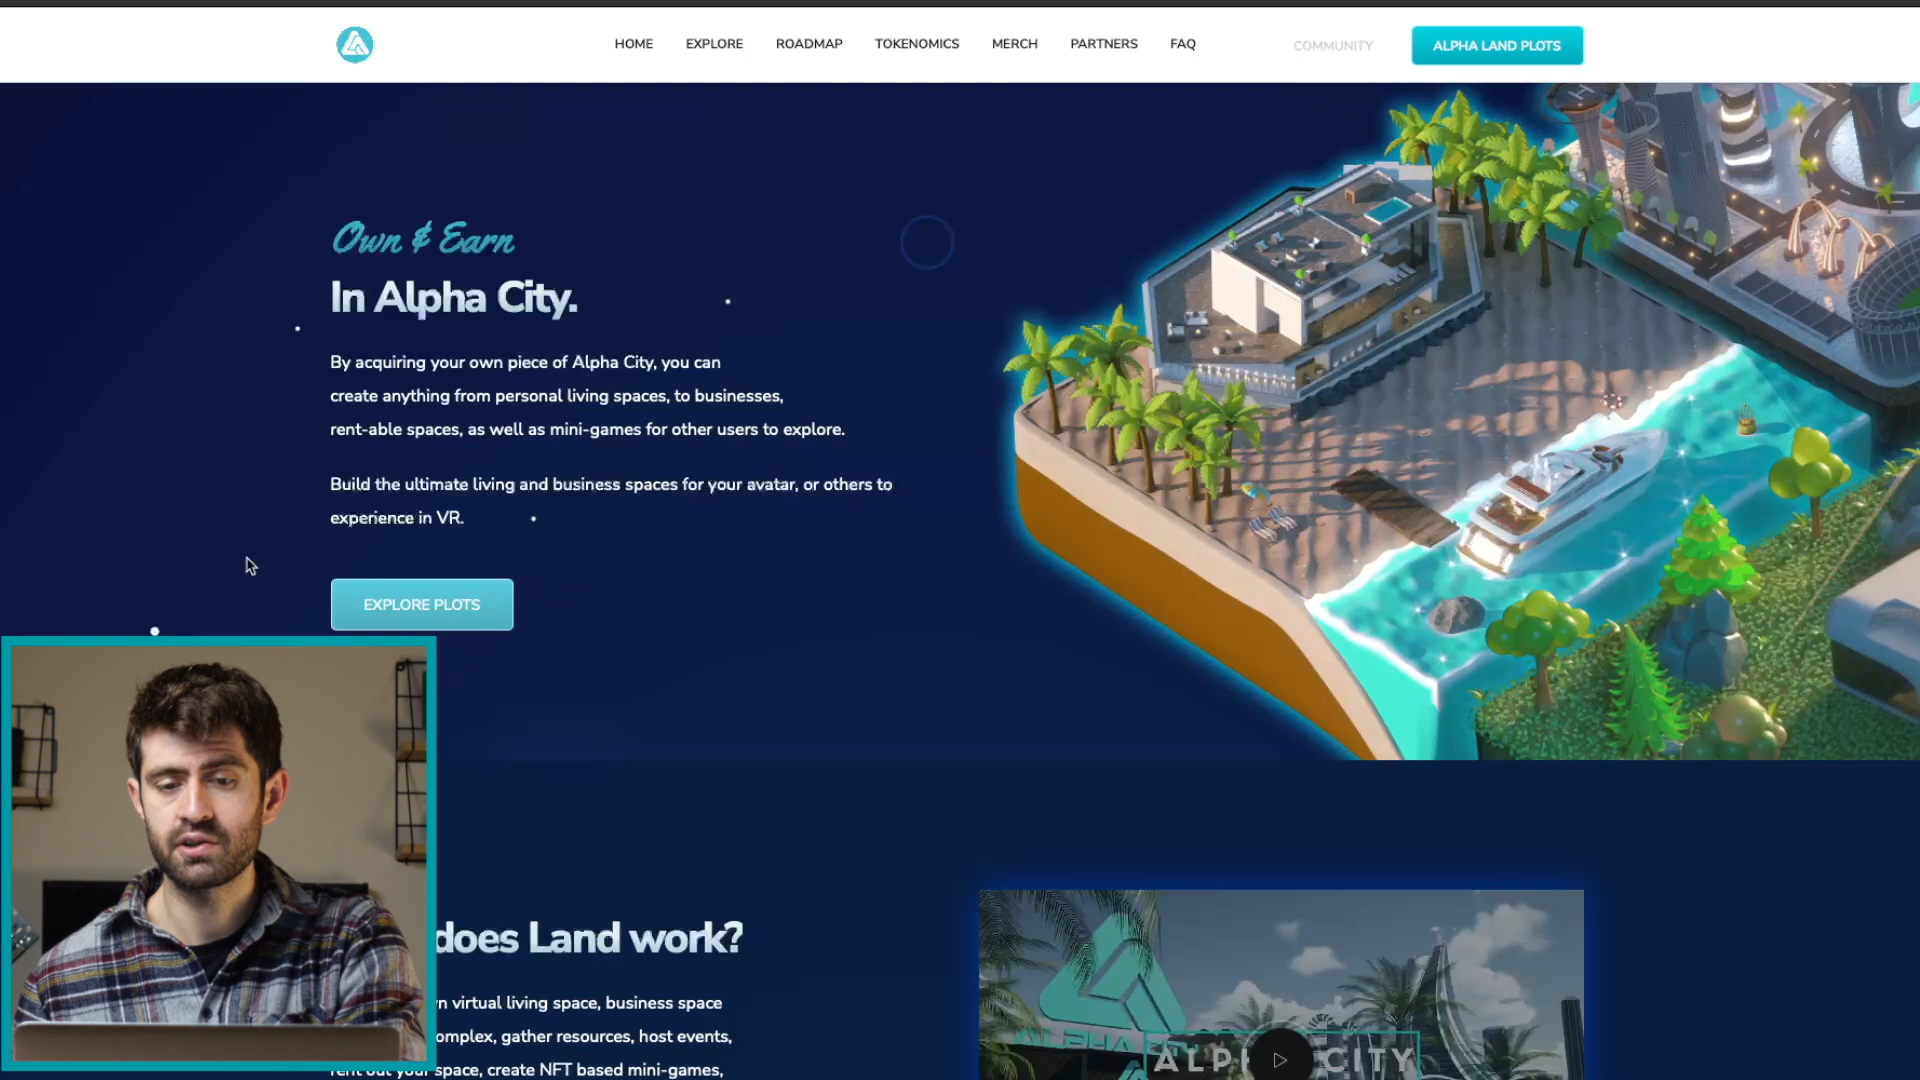 HOME EXPLORE ROADMAP TOKENOMICS MERCH PARTNERS FAQ COMMUNITY ALPHA LAND PLOTS
Own & Earn
In Alpha City.
By acquiring your own piece of Alpha City, you can
create anything from personal living spaces, to businesses,
rent-able spaces, as well as mini-games for other users to explore.
Build the ultimate living and business spaces for your avatar, or others to
experience in VR.
EXPLORE PLOTS
does Land work?
virtual living space, business space
gather resources, host events,
rent out your space, create NFT based mini-games,
ALPHA
CITY